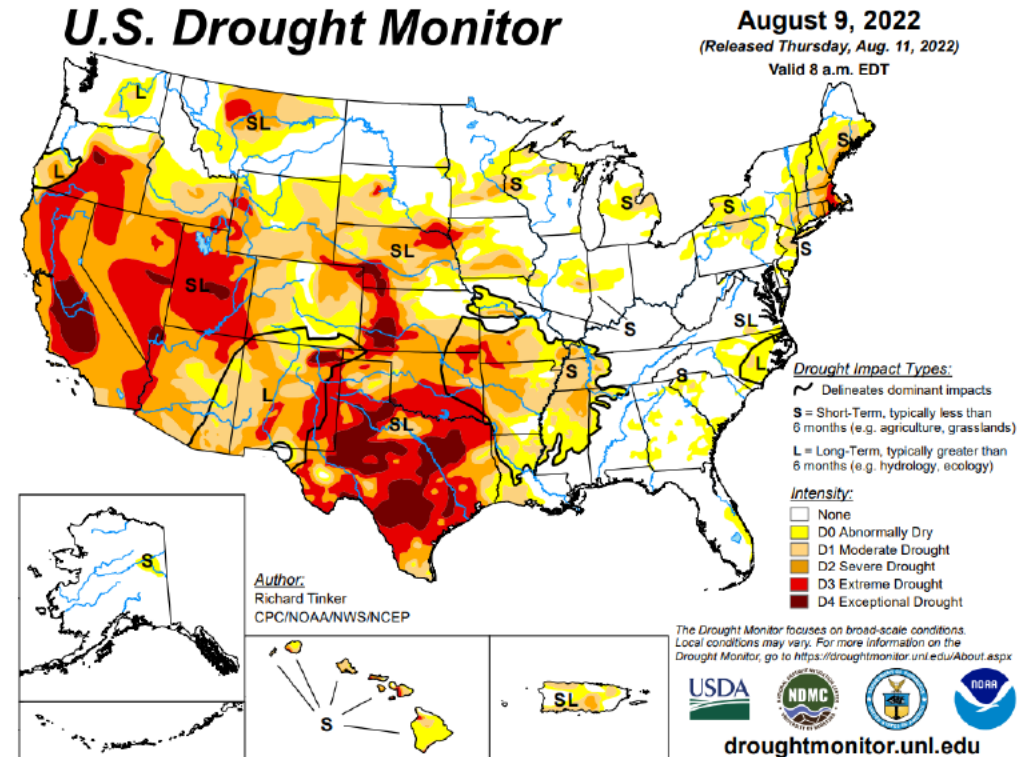 U.S. Drought Monitor
August 9, 2022
(Released Thursday, Aug. 11, 2022)
Valid 8 a.m. EDT
L
SL
L
S
S
S
S
S
SL
SL
S
SL
L
S
S
L
SL
Drought Impact Types:
Delineates dominant impacts
S = Short-Term, typically less than
6 months (e.g. agriculture, grasslands)
L = Long-Term, typically greater than
6 months (e.g. hydrology, ecology)
Intensity:
None
D0 Abnormally Dry
D1 Moderate Drought
D2 Severe Drought
D3 Extreme Drought
D4 Exceptional Drought
S
Author:
Richard Tinker
CPC/NOAA/NWS/NCEP
S
SL
The Drought Monitor focuses on broad-scale conditions.
Local conditions may vary. For more information on the
Drought Monitor, go to https://droughtmonitor.unl.edu/About.aspx
USDA
NDMC
NOAA
droughtmonitor.unl.edu